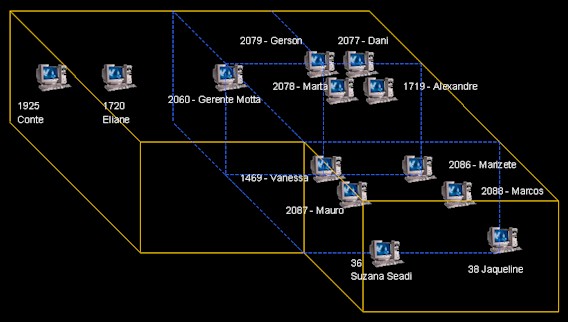 2079 - Gerson
2077 - Dani
2078 - Marta
1719 - Alexandre
2060 - Gerente Motta
1925
Conte
1720
Eliane
1469 - Vanessa
2086 - Marizete
2087 - Mauro
2088 - Marcos
36
Suzana Seadi
38 Jaqueline